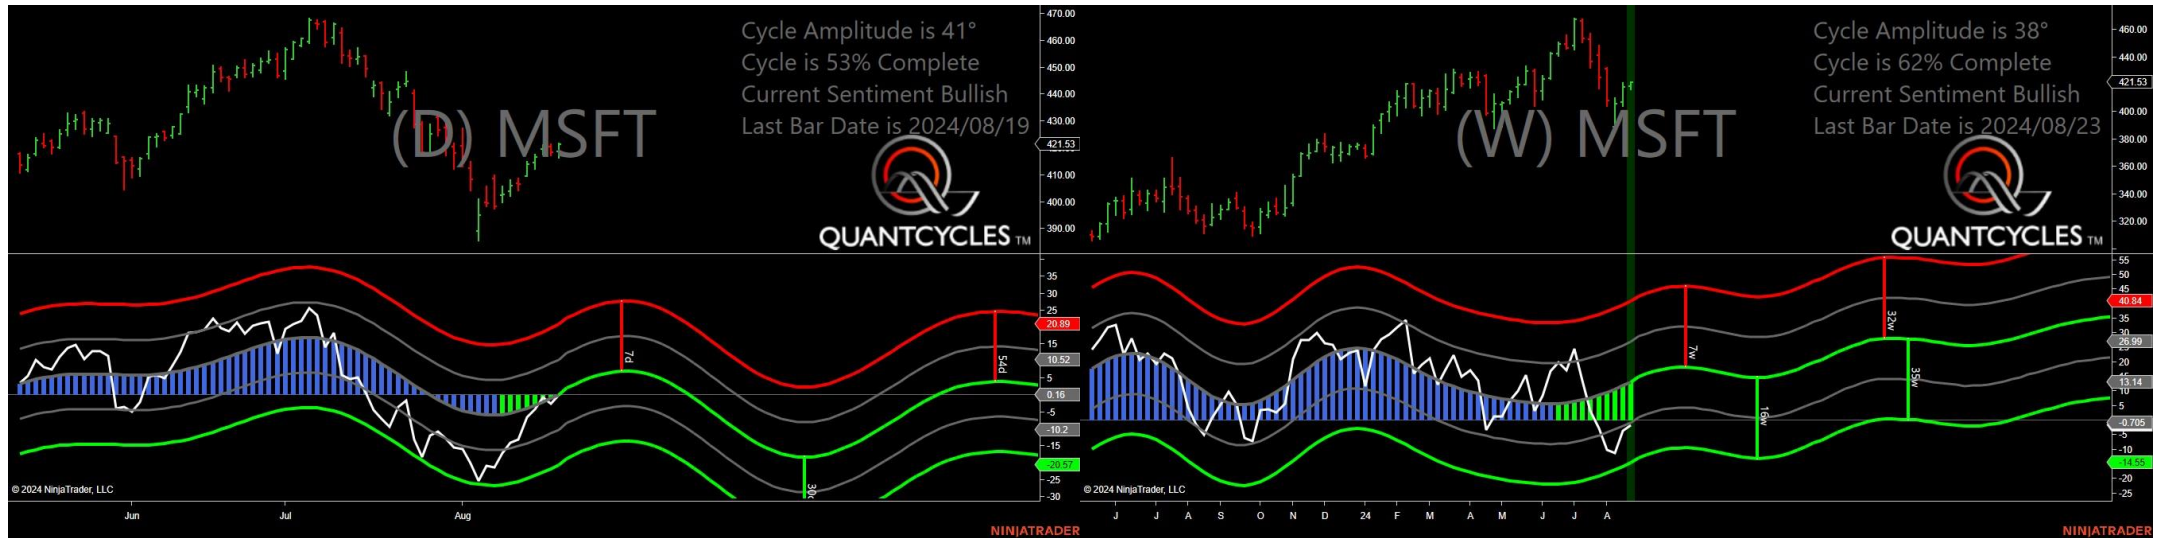 Cycle Amplitude is 41°
Cycle is 53% Complete
Current Sentiment Bullish
Last Bar Date is 2024/08/19
(D) MSFT
QUANTCYCLES TM
470.00
460.00
450.00
440.00
430.00
421.53
410.00
400.00
390.00
35
30
25
20.89
15
10.52
5
0.16
-5
-10.2
-15
-20.57
-25
-30
7d
54d
© 2024 NinjaTrader, LLC
Jun
Jul
Aug
NINJATRADER
Cycle Amplitude is 38°
Cycle is 62% Complete
Current Sentiment Bullish
Last Bar Date is 2024/08/23
(W) MSFT
QUANTCYCLES TM
460.00
440.00
421.53
400.00
380.00
360.00
340.00
320.00
55
50
45
40.84
35
26.99
20
13.14
5
-0.705
-5
-10
-14.55
-20
-25
7w
16w
32w
35w
© 2024 NinjaTrader, LLC
J
J
A
S
O
N
D
24
F
M
A
M
J
J
A
NINJATRADER